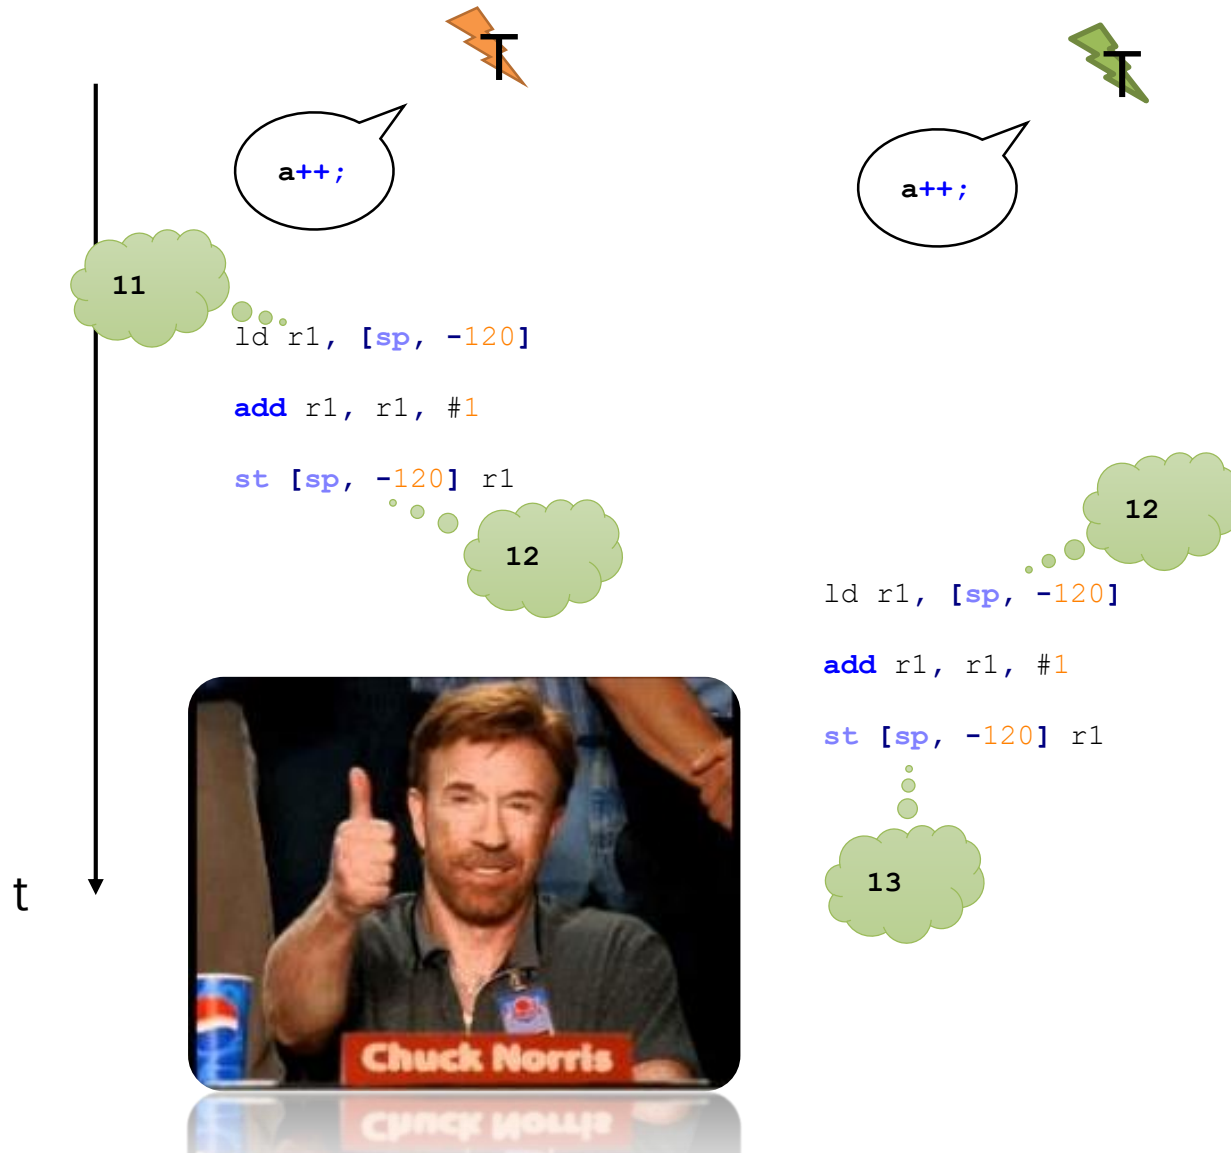 T
T
a++;
a++;
11
ld r1, [sp, -120]
add r1, r1, #1
st [sp, -120] r1
12
12
ld r1, [sp, -120]
add r1, r1, #1
st [sp, -120] r1
13
t
Chuck Norris